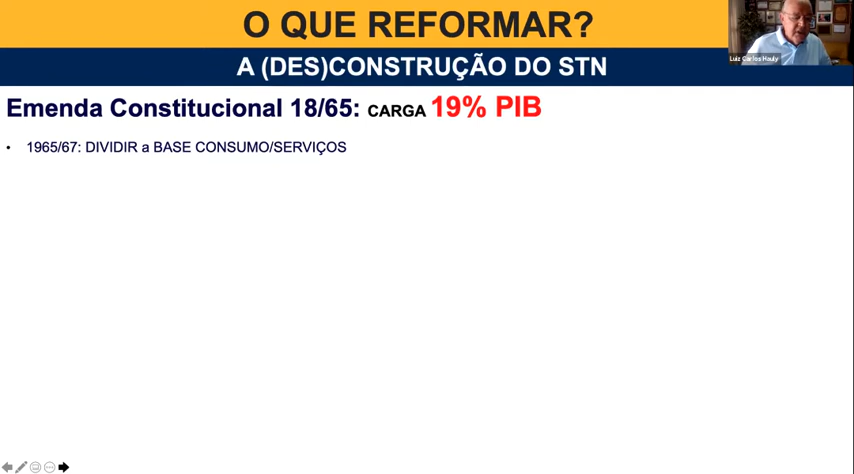 O QUE REFORMAR?
A (DES)CONSTRUÇÃO DO STN
Emenda Constitucional 18/65: CARGA 19% PIB
• 1965/67: DIVIDIR a BASE CONSUMO/SERVIÇOS
Luiz Carlos Hauly